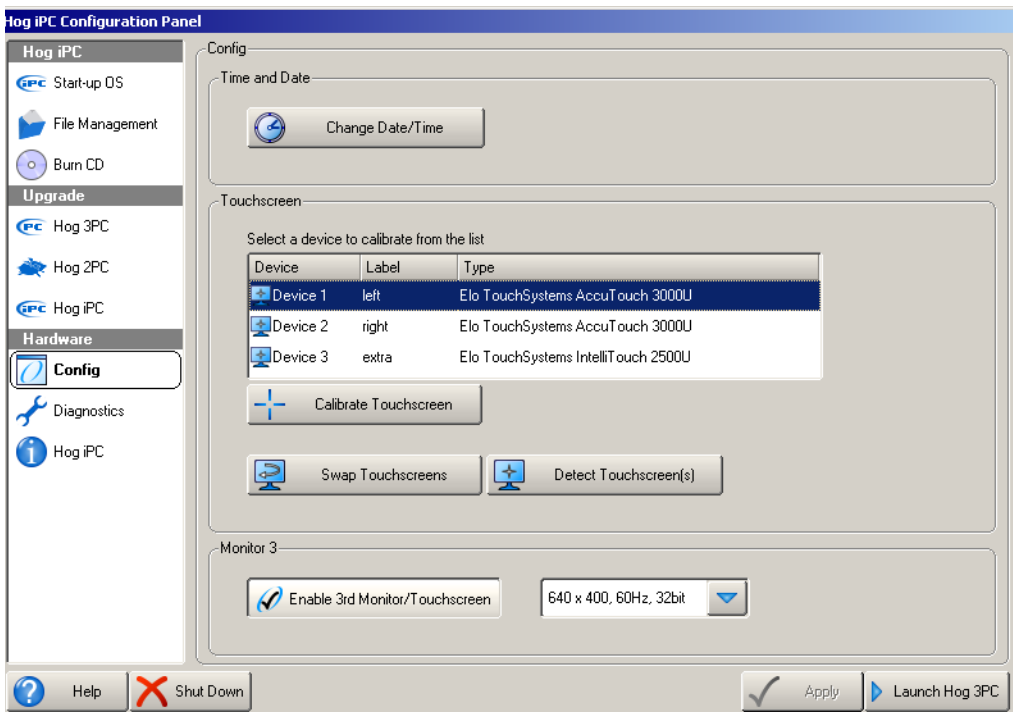 Hog iPC Configuration Panel
Hog iPC
iPC Start-up OS
File Management
Burn CD
Upgrade
PC Hog 3PC
Hog 2PC
iPC Hog iPC
Hardware
Config
Diagnostics
i Hog iPC
Config
Time and Date
Change Date/Time
Touchscreen
Select a device to calibrate from the list
Device Label Type
Device 1 left Elo TouchSystems AccuTouch 3000U
Device 2 right Elo TouchSystems AccuTouch 3000U
Device 3 extra Elo TouchSystems IntelliTouch 2500U
Calibrate Touchscreen
Swap Touchscreens Detect Touchscreen(s)
Monitor 3
Enable 3rd Monitor/Touchscreen 640 x 400, 60Hz, 32bit
? Help Shut Down Apply Launch Hog 3PC